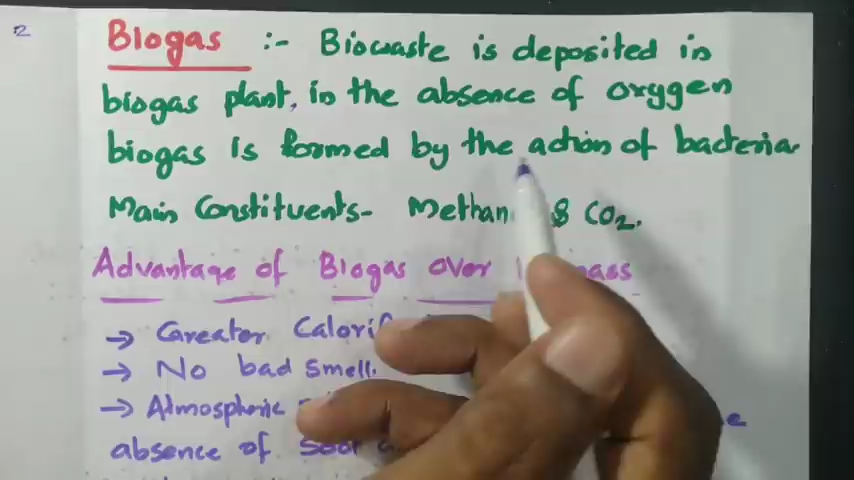 2
Biogas :- Biowaste is deposited in
biogas plant, in the absence of oxygen
biogas is formed by the action of bacteria.
Main Constituents- Methan & CO₂.
Advantage of Biogas over
→ Greater
→ No bad smell.
→ Atmospheric
absence of